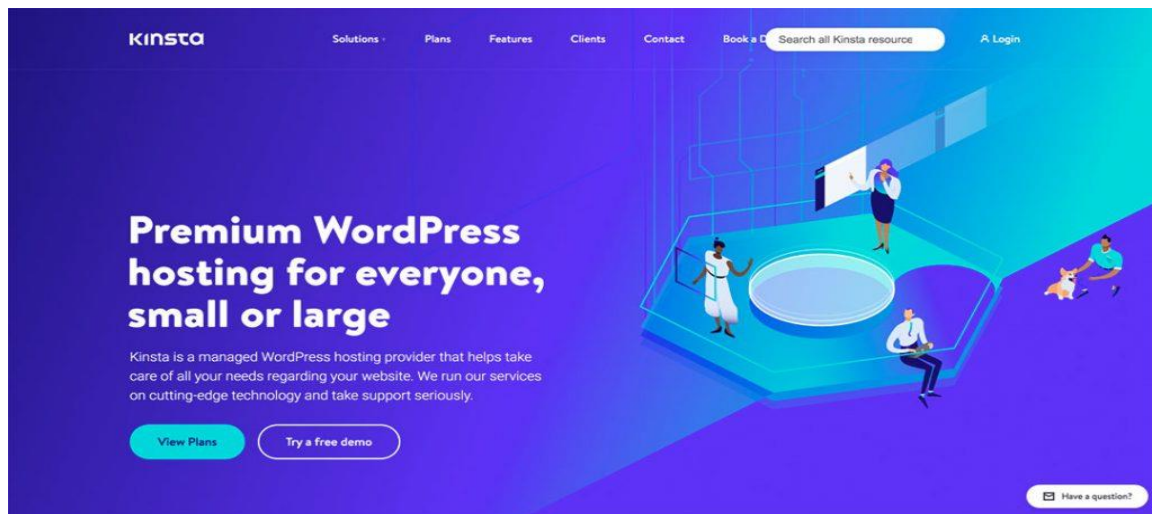 KINSTA
Solutions Plans Features Clients Contact Book a D Search all Kinsta resource Login
Premium WordPress
hosting for everyone,
small or large
Kinsta is a managed WordPress hosting provider that helps take
care of all your needs regarding your website. We run our services
on cutting-edge technology and take support seriously.
View Plans Try a free demo
Have a question?